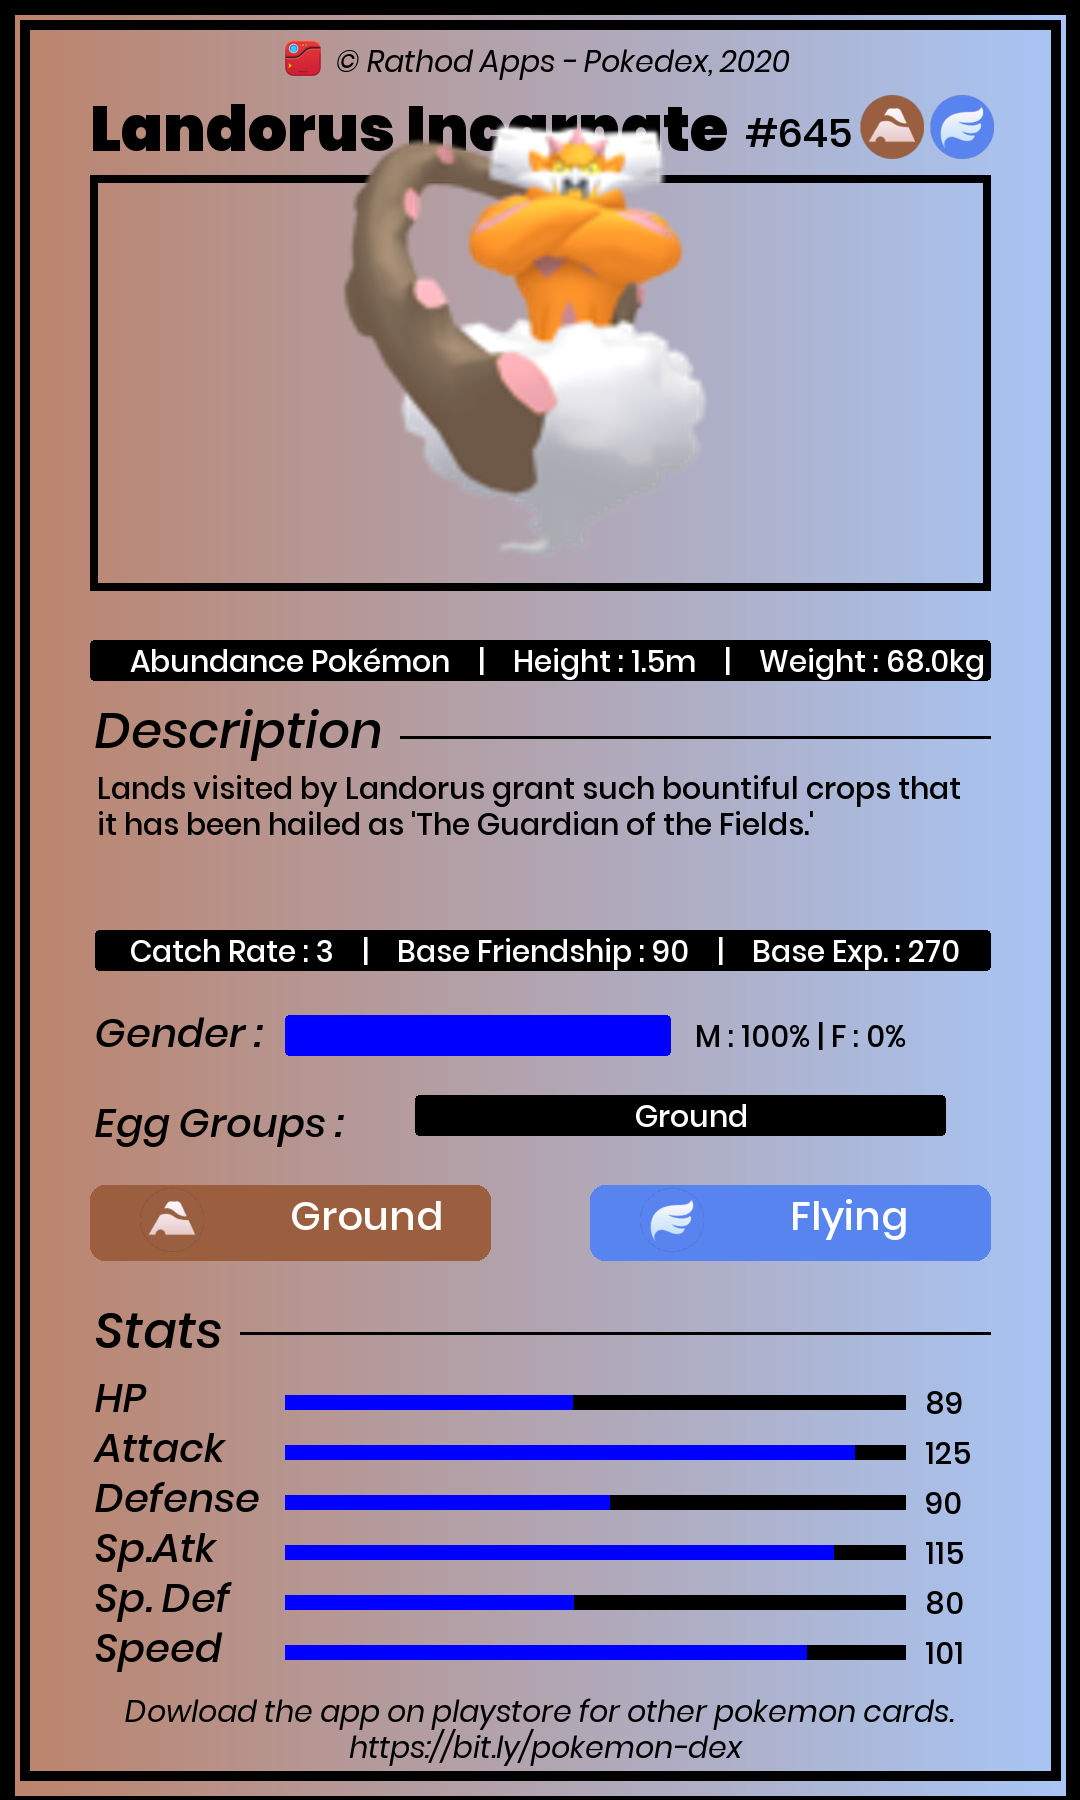 © Rathod Apps - Pokedex, 2020
Landorus Incarnate #645
Abundance Pokémon | Height : 1.5m | Weight : 68.0kg
Description
Lands visited by Landorus grant such bountiful crops that
it has been hailed as 'The Guardian of the Fields.'
Catch Rate : 3 | Base Friendship : 90 | Base Exp. : 270
Gender : M : 100% | F : 0%
Egg Groups : Ground
Ground Flying
Stats
HP 89
Attack 125
Defense 90
Sp.Atk 115
Sp. Def 80
Speed 101
Dowload the app on playstore for other pokemon cards.
https://bit.ly/pokemon-dex